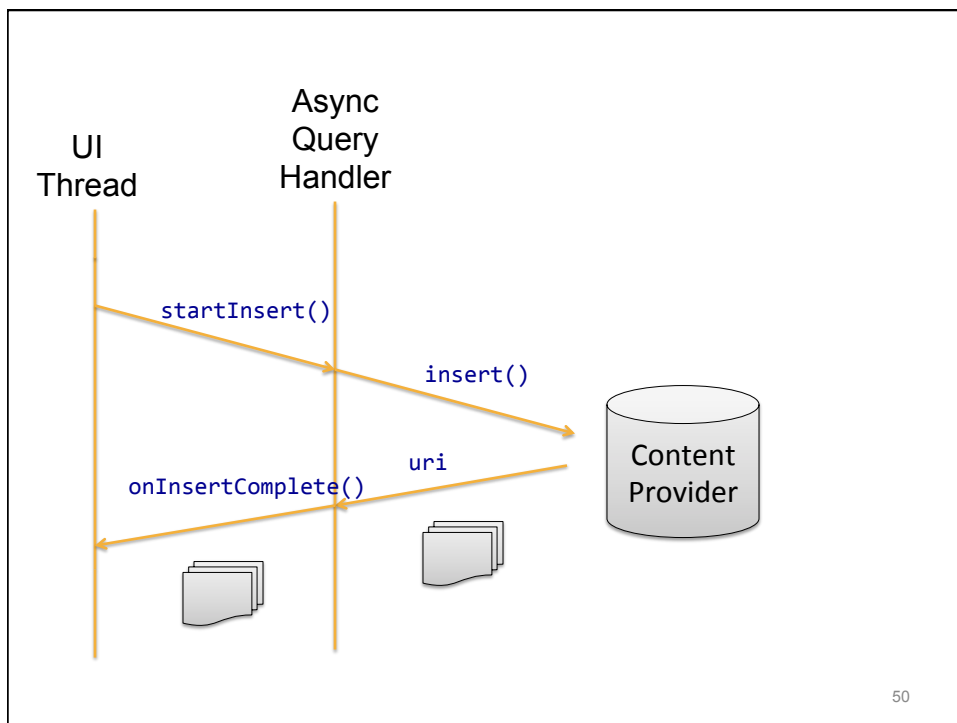 UI
Thread
Async
Query
Handler
startInsert()
insert()
Content
Provider
uri
onInsertComplete()
50